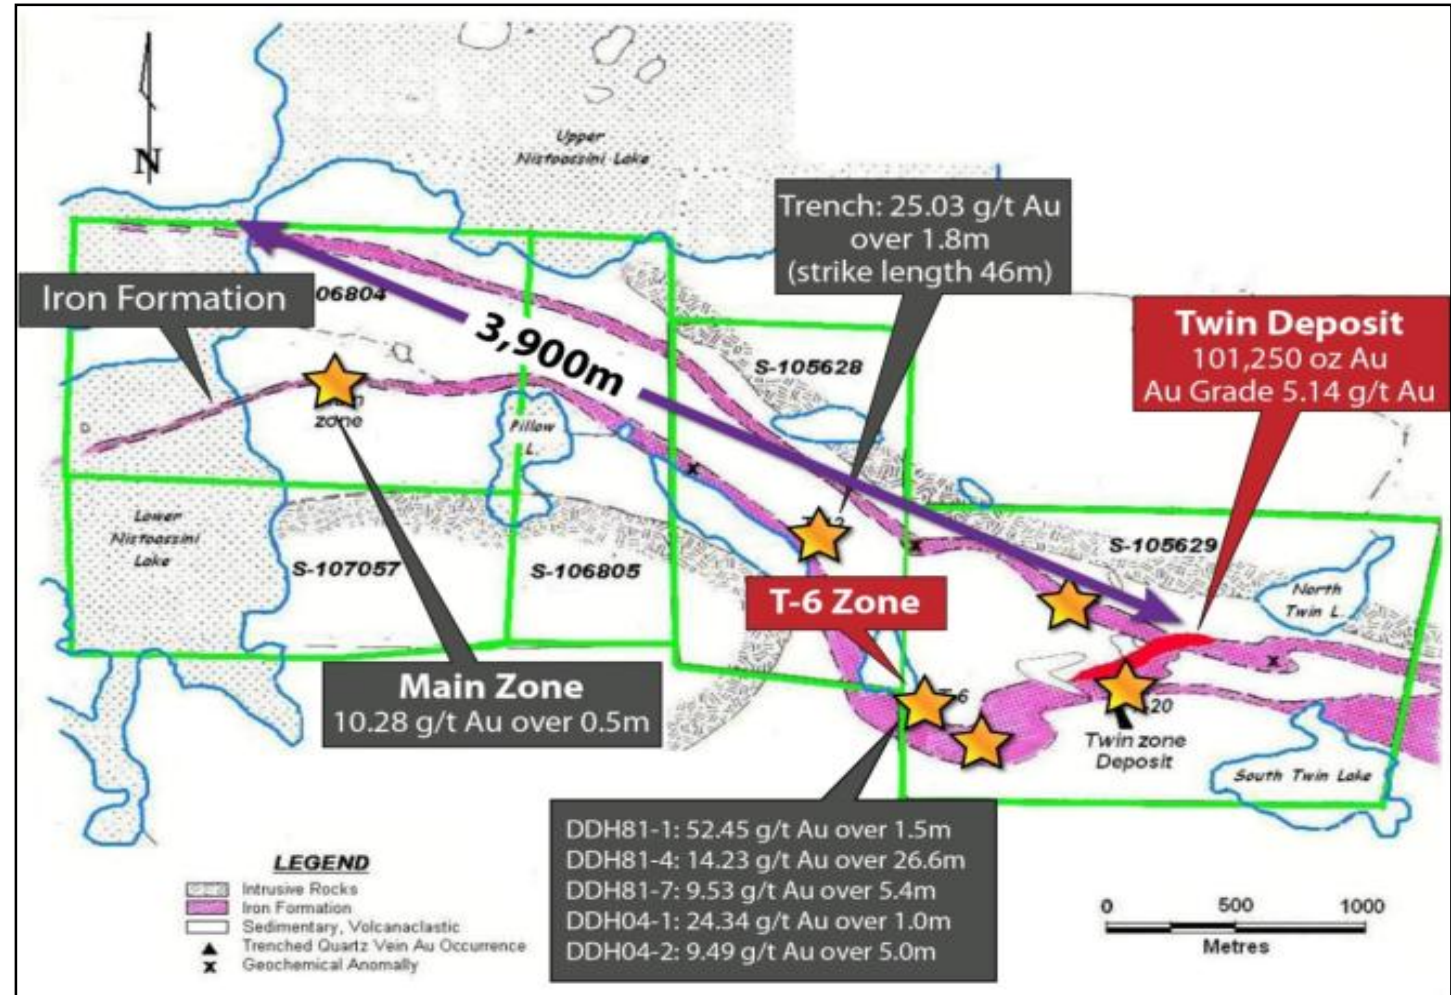 N
Upper
Nistoassini Lake
Trench: 25.03 g/t Au
over 1.8m
(strike length 46m)
Iron Formation
06804
3,900m
Twin Deposit
101,250 oz Au
Au Grade 5.14 g/t Au
S-105628
zone
Pillow
L.
Lower
Nistoassini
Lake
S-107057
S-106805
S-105629
North
Twin L.
T-6 Zone
Main Zone
10.28 g/t Au over 0.5m
20
Twin zone
Deposit
South Twin Lake
DDH81-1: 52.45 g/t Au over 1.5m
DDH81-4: 14.23 g/t Au over 26.6m
DDH81-7: 9.53 g/t Au over 5.4m
DDH04-1: 24.34 g/t Au over 1.0m
DDH04-2: 9.49 g/t Au over 5.0m
LEGEND
Intrusive Rocks
Iron Formation
Sedimentary, Volcanaclastic
Trenched Quartz Vein Au Occurrence
Geochemical Anomally
0 500 1000
Metres